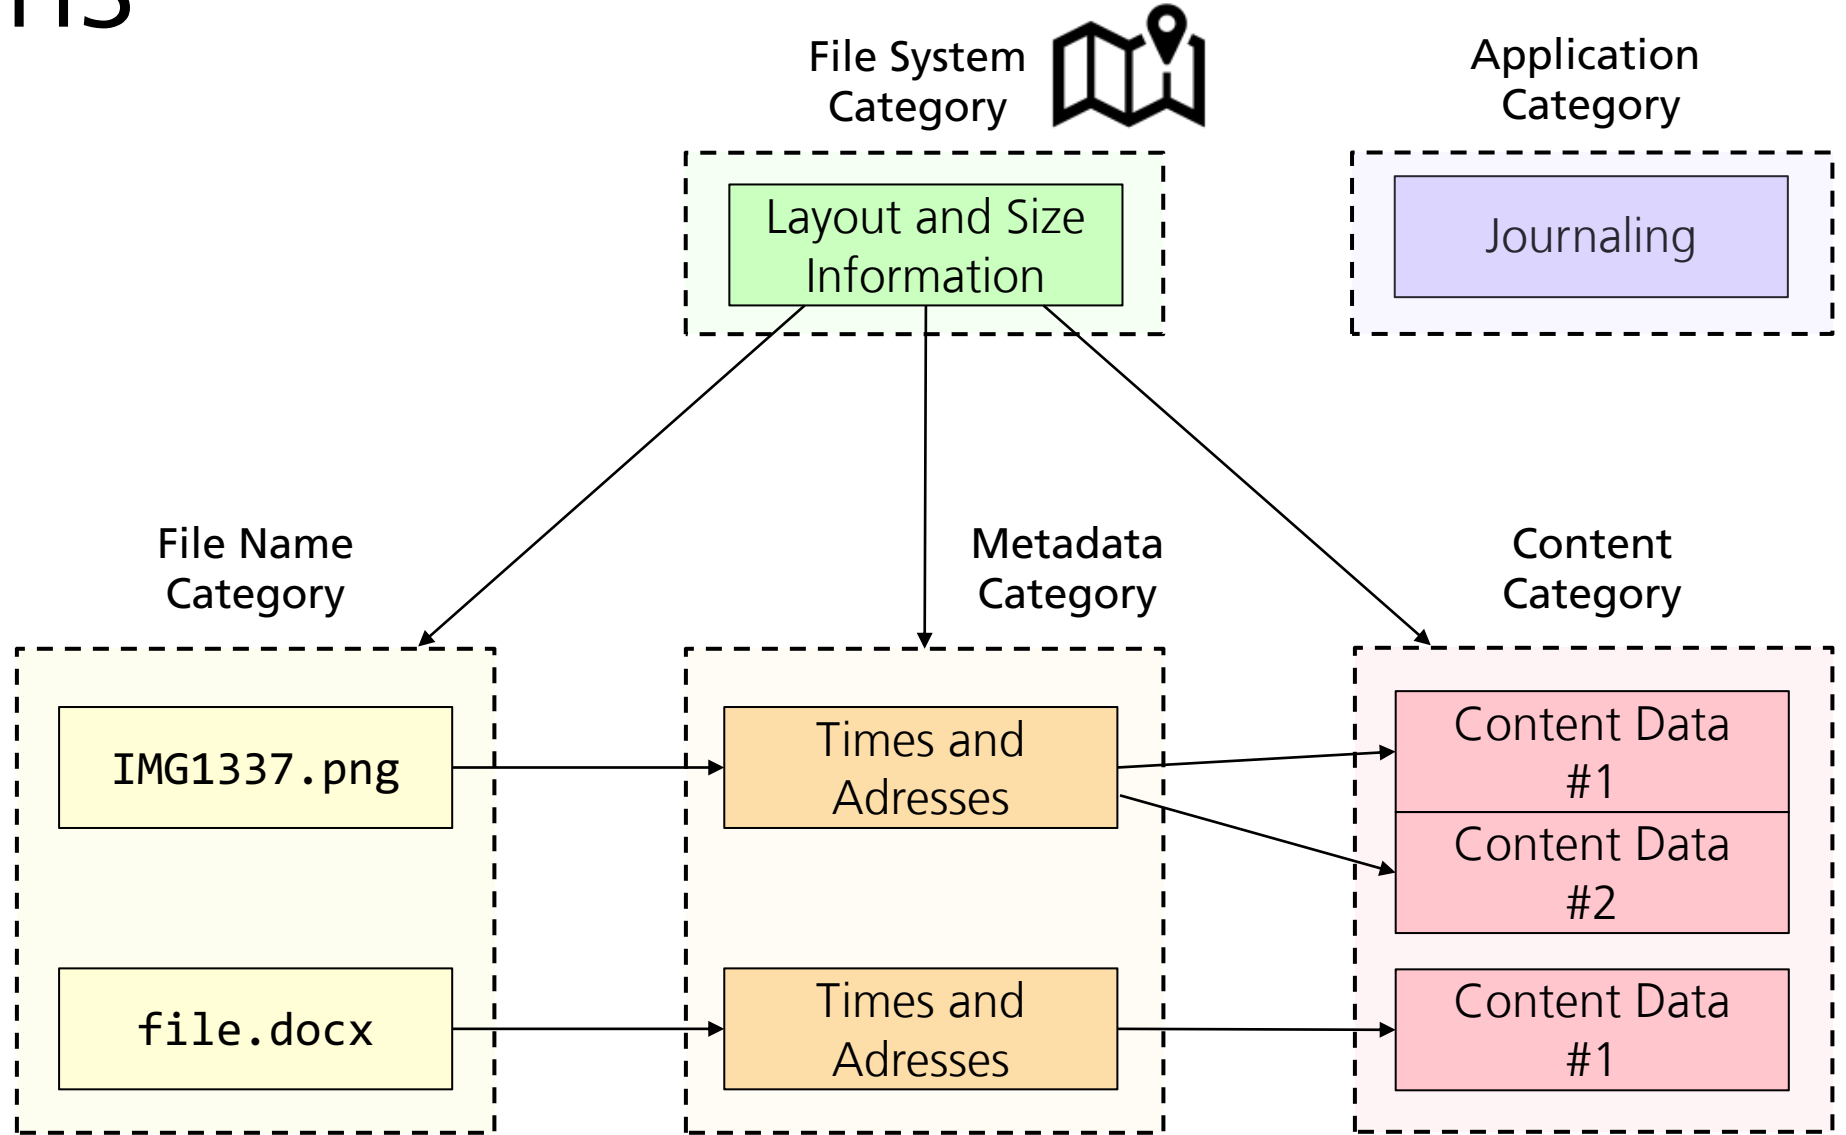 File System
Category
Application
Category
Layout and Size
Information
Journaling
File Name
Category
Metadata
Category
Content
Category
IMG1337.png
Times and
Adresses
Content Data
#1
Content Data
#2
file.docx
Times and
Adresses
Content Data
#1